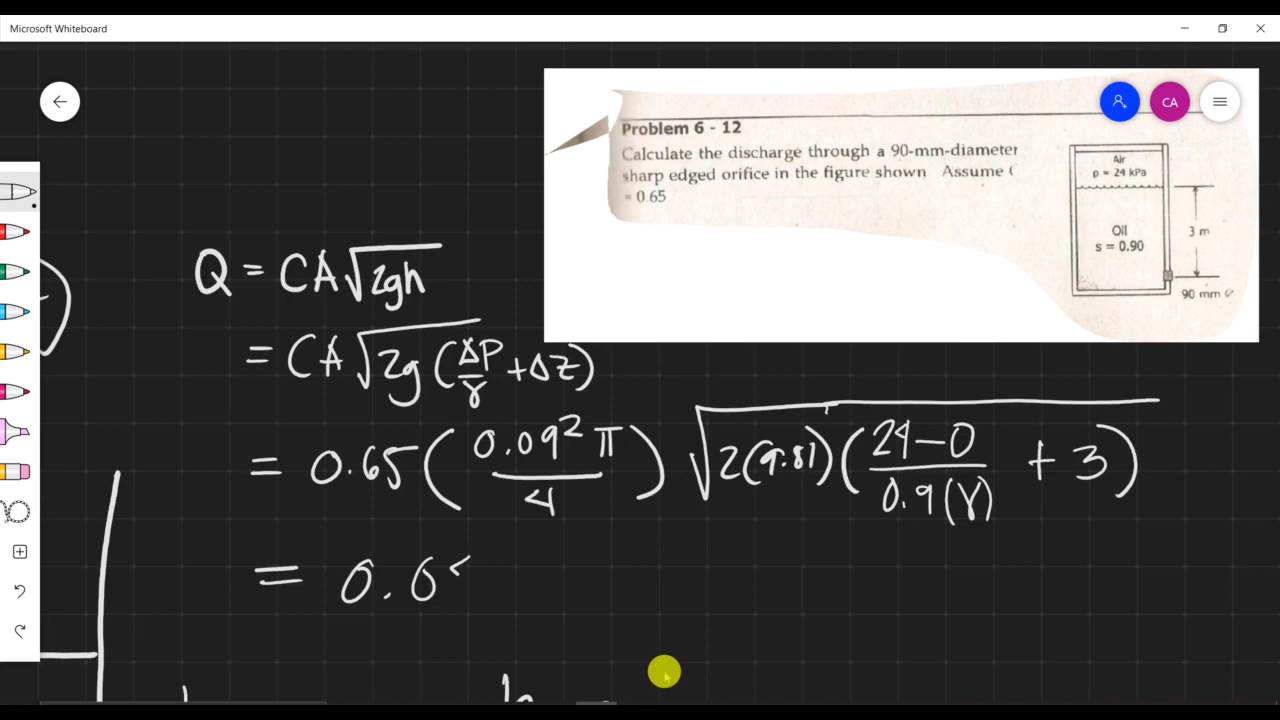 Microsoft Whiteboard
CA
Problem 6 - 12
Calculate the discharge through a 90-mm-diameter
sharp edged orifice in the figure shown Assume
= 0.65
Air
p = 24 kPa
Oil
s = 0.90
3 m
90 mm
Q = CA√2gh
= CA√2g (ΔP/γ + ΔZ)
= 0.65 (0.09² π / 4) √2(9.81) (24-0 / 0.9(γ) + 3)
= 0.0